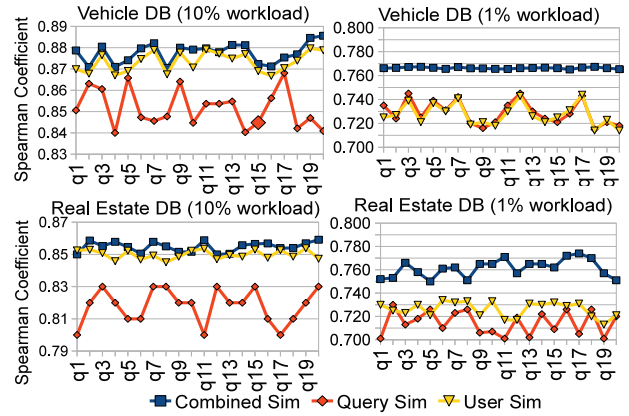 Vehicle DB (10% workload)
Spearman Coefficient
0.89
0.88
0.87
0.86
0.85
0.84
0.83
q1
q3
q5
q7
q9
q11
q13
q15
q17
q19
Vehicle DB (1% workload)
0.800
0.780
0.760
0.740
0.720
0.700
q1
q3
q5
q7
q9
q11
q13
q15
q17
q19
Real Estate DB (10% workload)
Spearman Coefficient
0.87
0.85
0.83
0.81
0.79
q1
q3
q5
q7
q9
q11
q13
q15
q17
q19
Real Estate DB (1% workload)
0.800
0.780
0.760
0.740
0.720
0.700
q1
q3
q5
q7
q9
q11
q13
q15
q17
q19
Combined Sim Query Sim User Sim